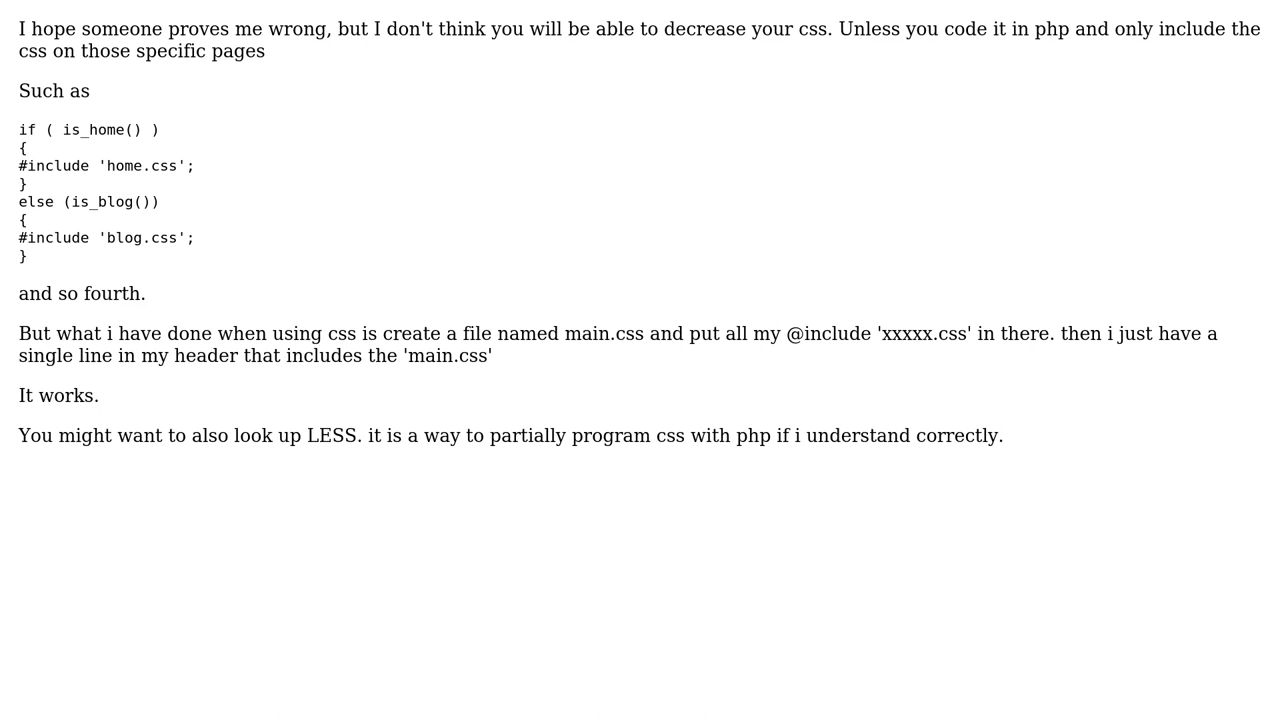 I hope someone proves me wrong, but I don't think you will be able to decrease your css. Unless you code it in php and only include the
css on those specific pages
Such as
if ( is_home() )
{
#include 'home.css';
}
else (is_blog())
{
#include 'blog.css';
}
and so fourth.
But what i have done when using css is create a file named main.css and put all my @include 'xxxxx.css' in there. then i just have a
single line in my header that includes the 'main.css'
It works.
You might want to also look up LESS. it is a way to partially program css with php if i understand correctly.